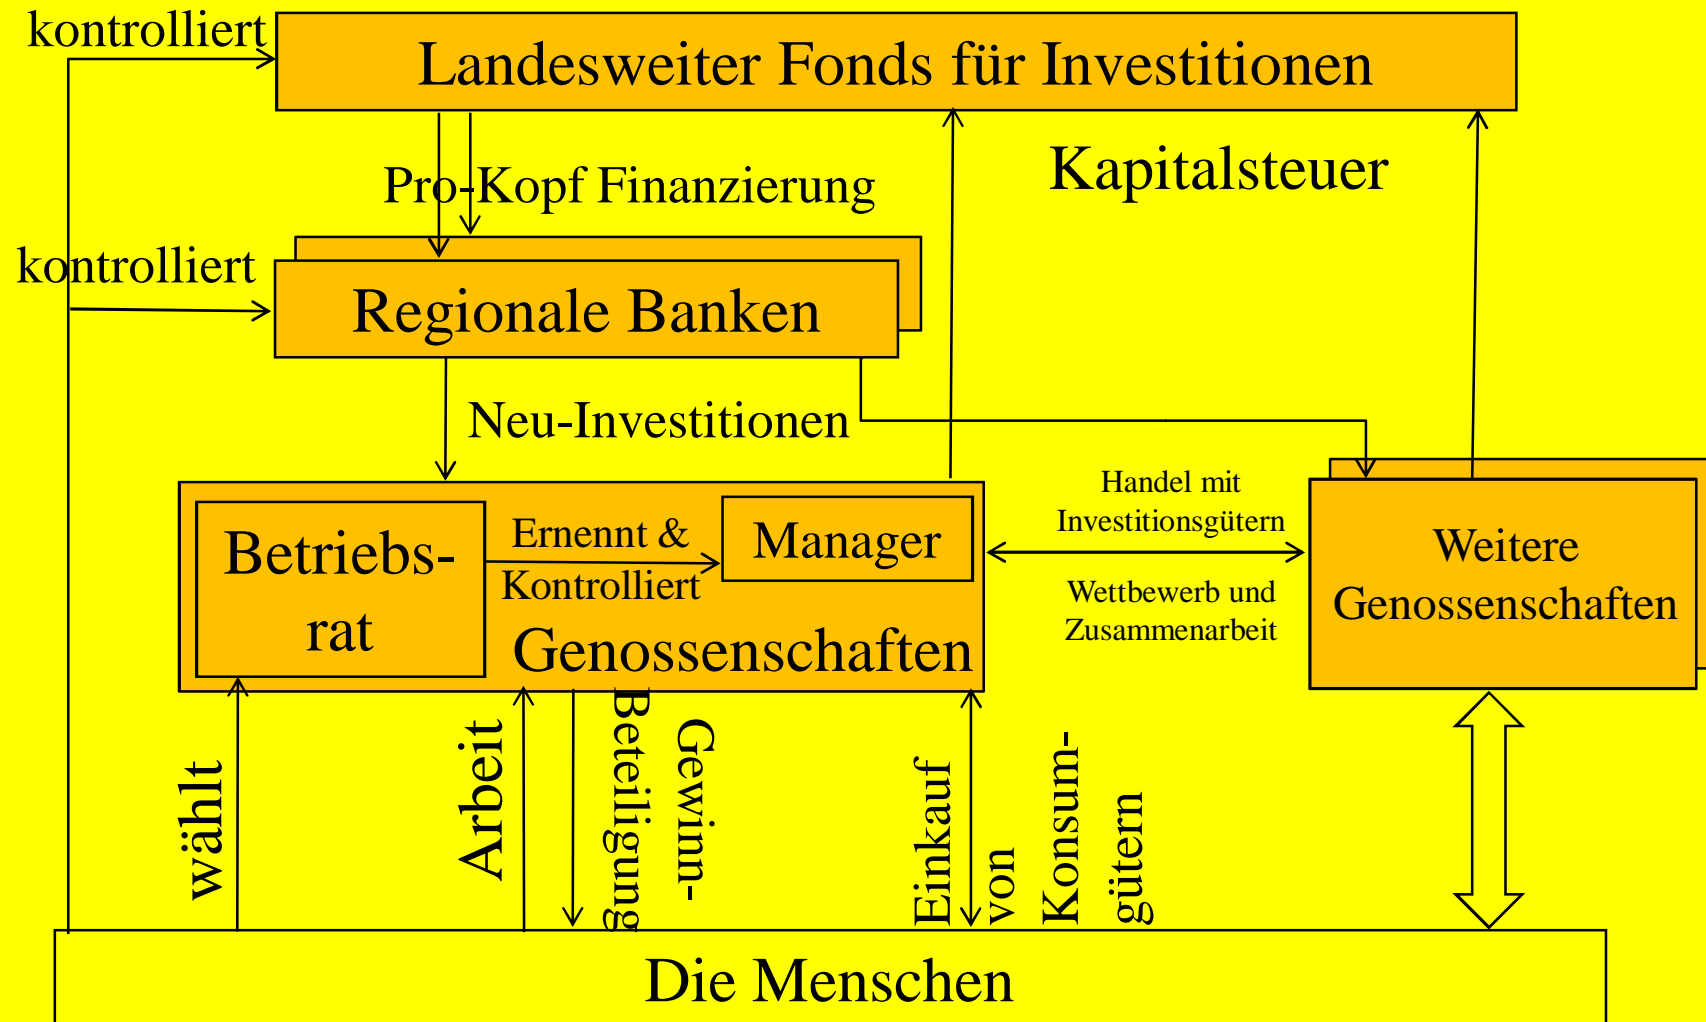 kontrolliert
Landesweiter Fonds für Investitionen
Kapitalsteuer
Pro-Kopf Finanzierung
kontrolliert
Regionale Banken
Neu-Investitionen
Betriebs-
rat
Ernennt &
Kontrolliert
Manager
Genossenschaften
Handel mit
Investitionsgütern
Wettbewerb und
Zusammenarbeit
Weitere
Genossenschaften
wählt
Arbeit
Gewinn-
Beteiligung
Einkauf
von
Konsum-
gütern
Die Menschen